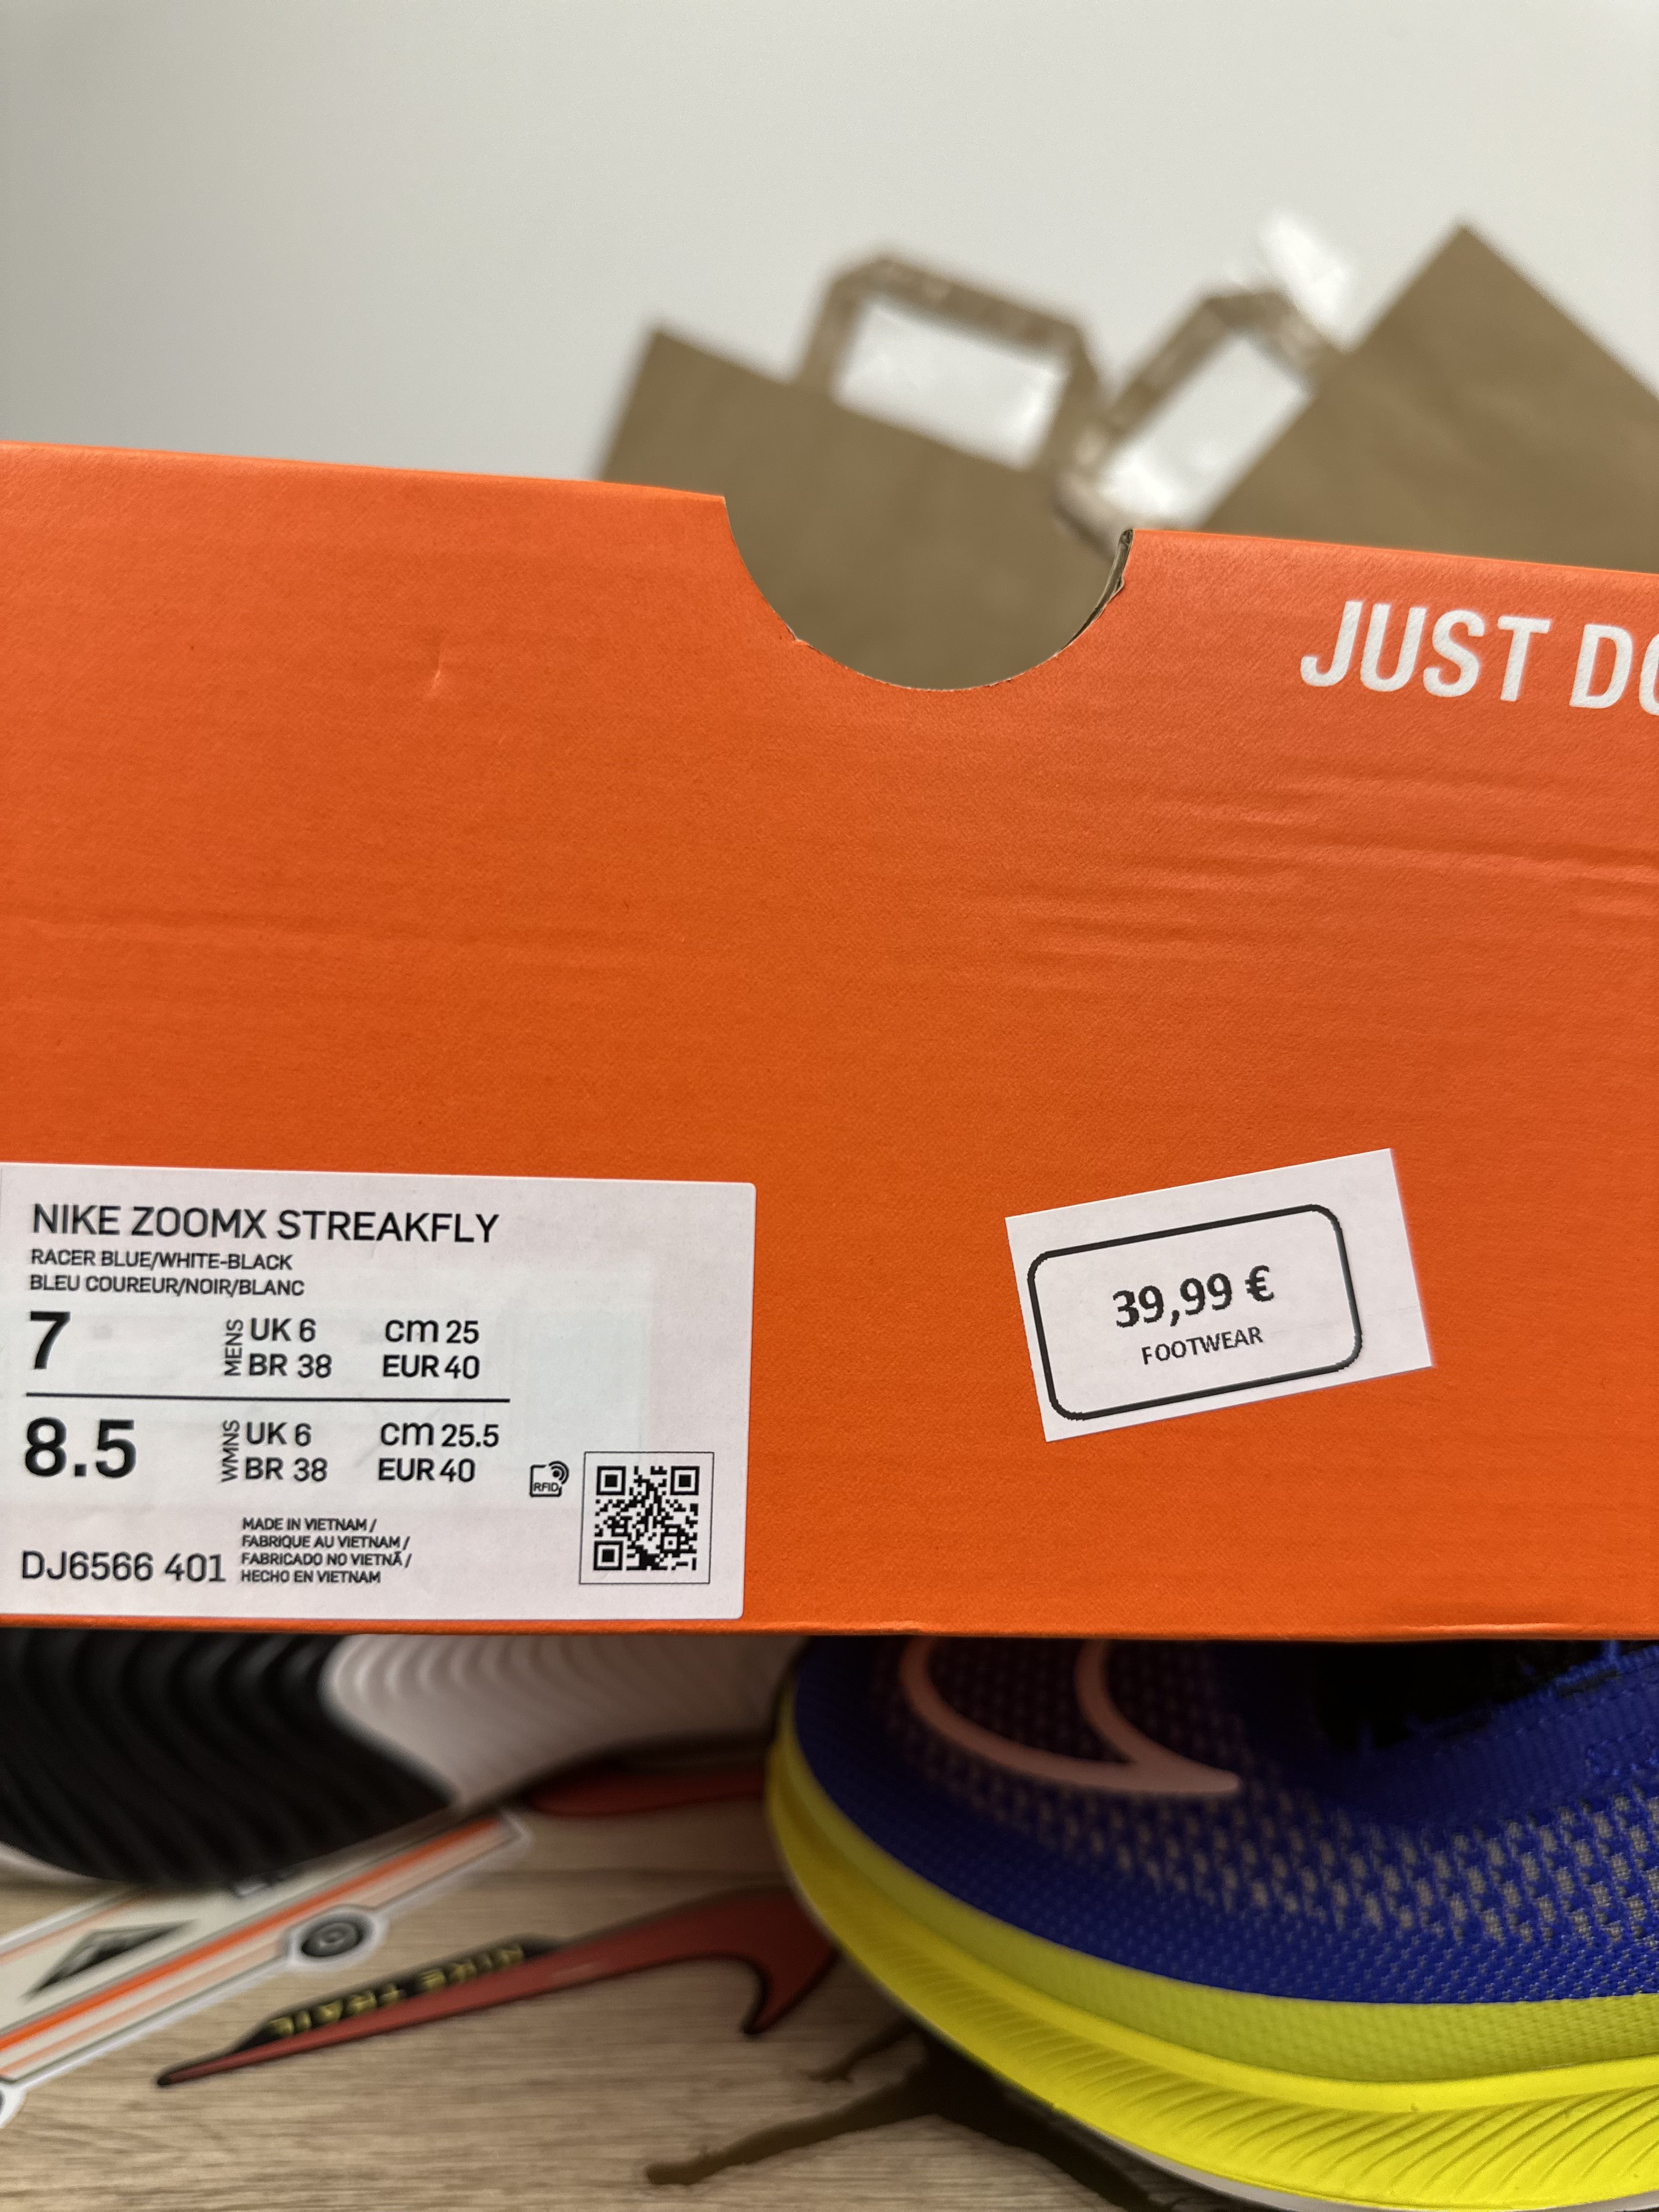 JUST DO
NIKE ZOOMX STREAKFLY
RACER BLUE/WHITE-BLACK
BLEU COUREUR/NOIR/BLANC
7
MENS
UK 6
cm 25
BR 38
EUR 40
8.5
WMNS
UK 6
cm 25.5
BR 38
EUR 40
RFID
DJ6566 401
MADE IN VIETNAM /
FABRIQUE AU VIETNAM /
FABRICADO NO VIETNÃ /
HECHO EN VIETNAM
39,99 €
FOOTWEAR
NIKE TRAIL